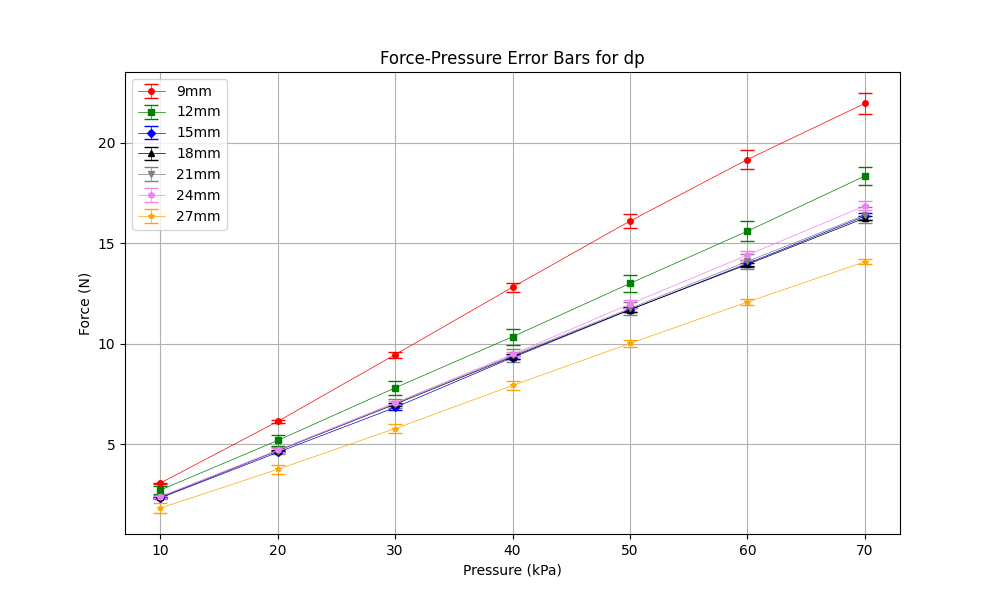 Force-Pressure Error Bars for dp
9mm
12mm
15mm
18mm
21mm
24mm
27mm
20
15
10
5
Force (N)
10 20 30 40 50 60 70
Pressure (kPa)